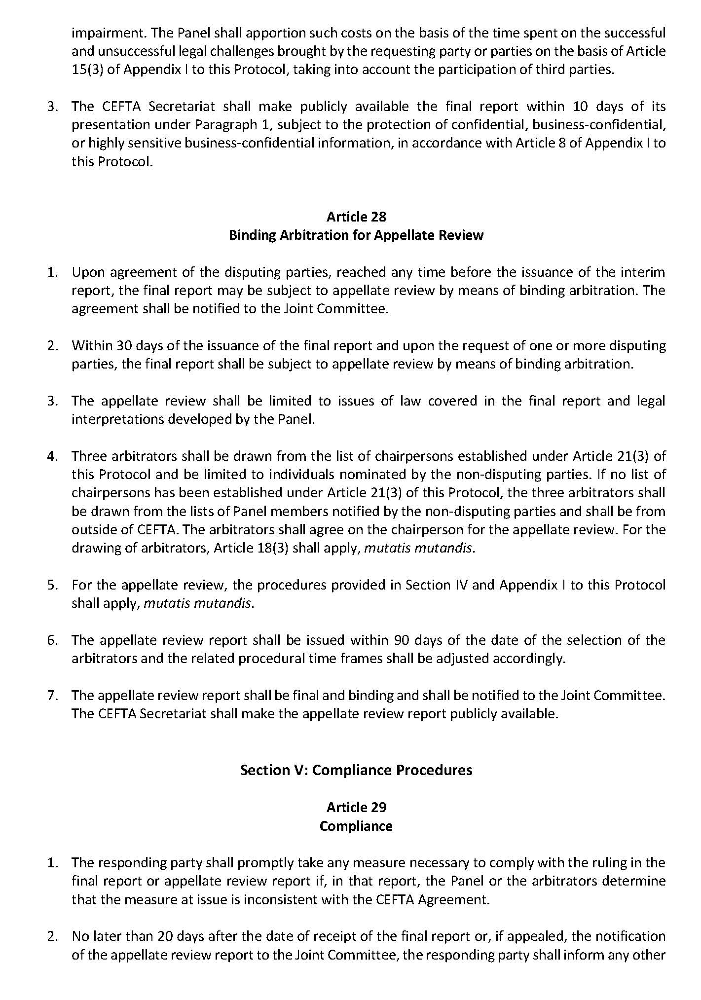 impairment. The Panel shall apportion such costs on the basis of the time spent on the successful
and unsuccessful legal challenges brought by the requesting party or parties on the basis of Article
15(3) of Appendix I to this Protocol, taking into account the participation of third parties.
3. The CEFTA Secretariat shall make publicly available the final report within 10 days of its
presentation under Paragraph 1, subject to the protection of confidential, business-confidential,
or highly sensitive business-confidential information, in accordance with Article 8 of Appendix I to
this Protocol.
Article 28
Binding Arbitration for Appellate Review
1. Upon agreement of the disputing parties, reached any time before the issuance of the interim
report, the final report may be subject to appellate review by means of binding arbitration. The
agreement shall be notified to the Joint Committee.
2. Within 30 days of the issuance of the final report and upon the request of one or more disputing
parties, the final report shall be subject to appellate review by means of binding arbitration.
3. The appellate review shall be limited to issues of law covered in the final report and legal
interpretations developed by the Panel.
4. Three arbitrators shall be drawn from the list of chairpersons established under Article 21(3) of
this Protocol and be limited to individuals nominated by the non-disputing parties. If no list of
chairpersons has been established under Article 21(3) of this Protocol, the three arbitrators shall
be drawn from the lists of Panel members notified by the non-disputing parties and shall be from
outside of CEFTA. The arbitrators shall agree on the chairperson for the appellate review. For the
drawing of arbitrators, Article 18(3) shall apply, mutatis mutandis.
5. For the appellate review, the procedures provided in Section IV and Appendix I to this Protocol
shall apply, mutatis mutandis.
6. The appellate review report shall be issued within 90 days of the date of the selection of the
arbitrators and the related procedural time frames shall be adjusted accordingly.
7. The appellate review report shall be final and binding and shall be notified to the Joint Committee.
The CEFTA Secretariat shall make the appellate review report publicly available.
Section V: Compliance Procedures
Article 29
Compliance
1. The responding party shall promptly take any measure necessary to comply with the ruling in the
final report or appellate review report if, in that report, the Panel or the arbitrators determine
that the measure at issue is inconsistent with the CEFTA Agreement.
2. No later than 20 days after the date of receipt of the final report or, if appealed, the notification
of the appellate review report to the Joint Committee, the responding party shall inform any other